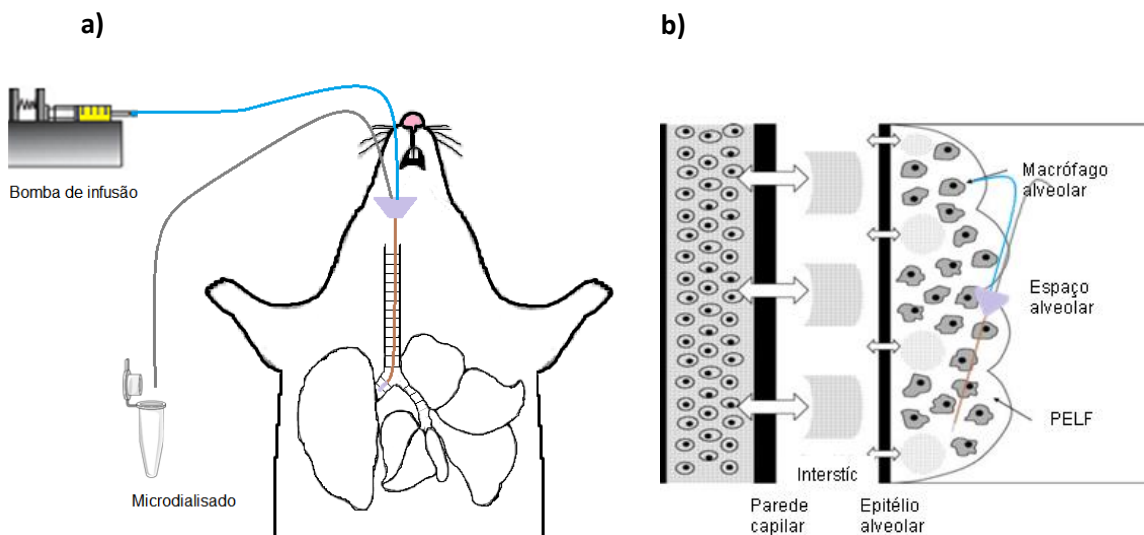 a)
Bomba de infusão
Microdialisado
b)
Macrófago
alveolar
Espaço
alveolar
PELF
Interstíc
Parede
capilar
Epitélio
alveolar